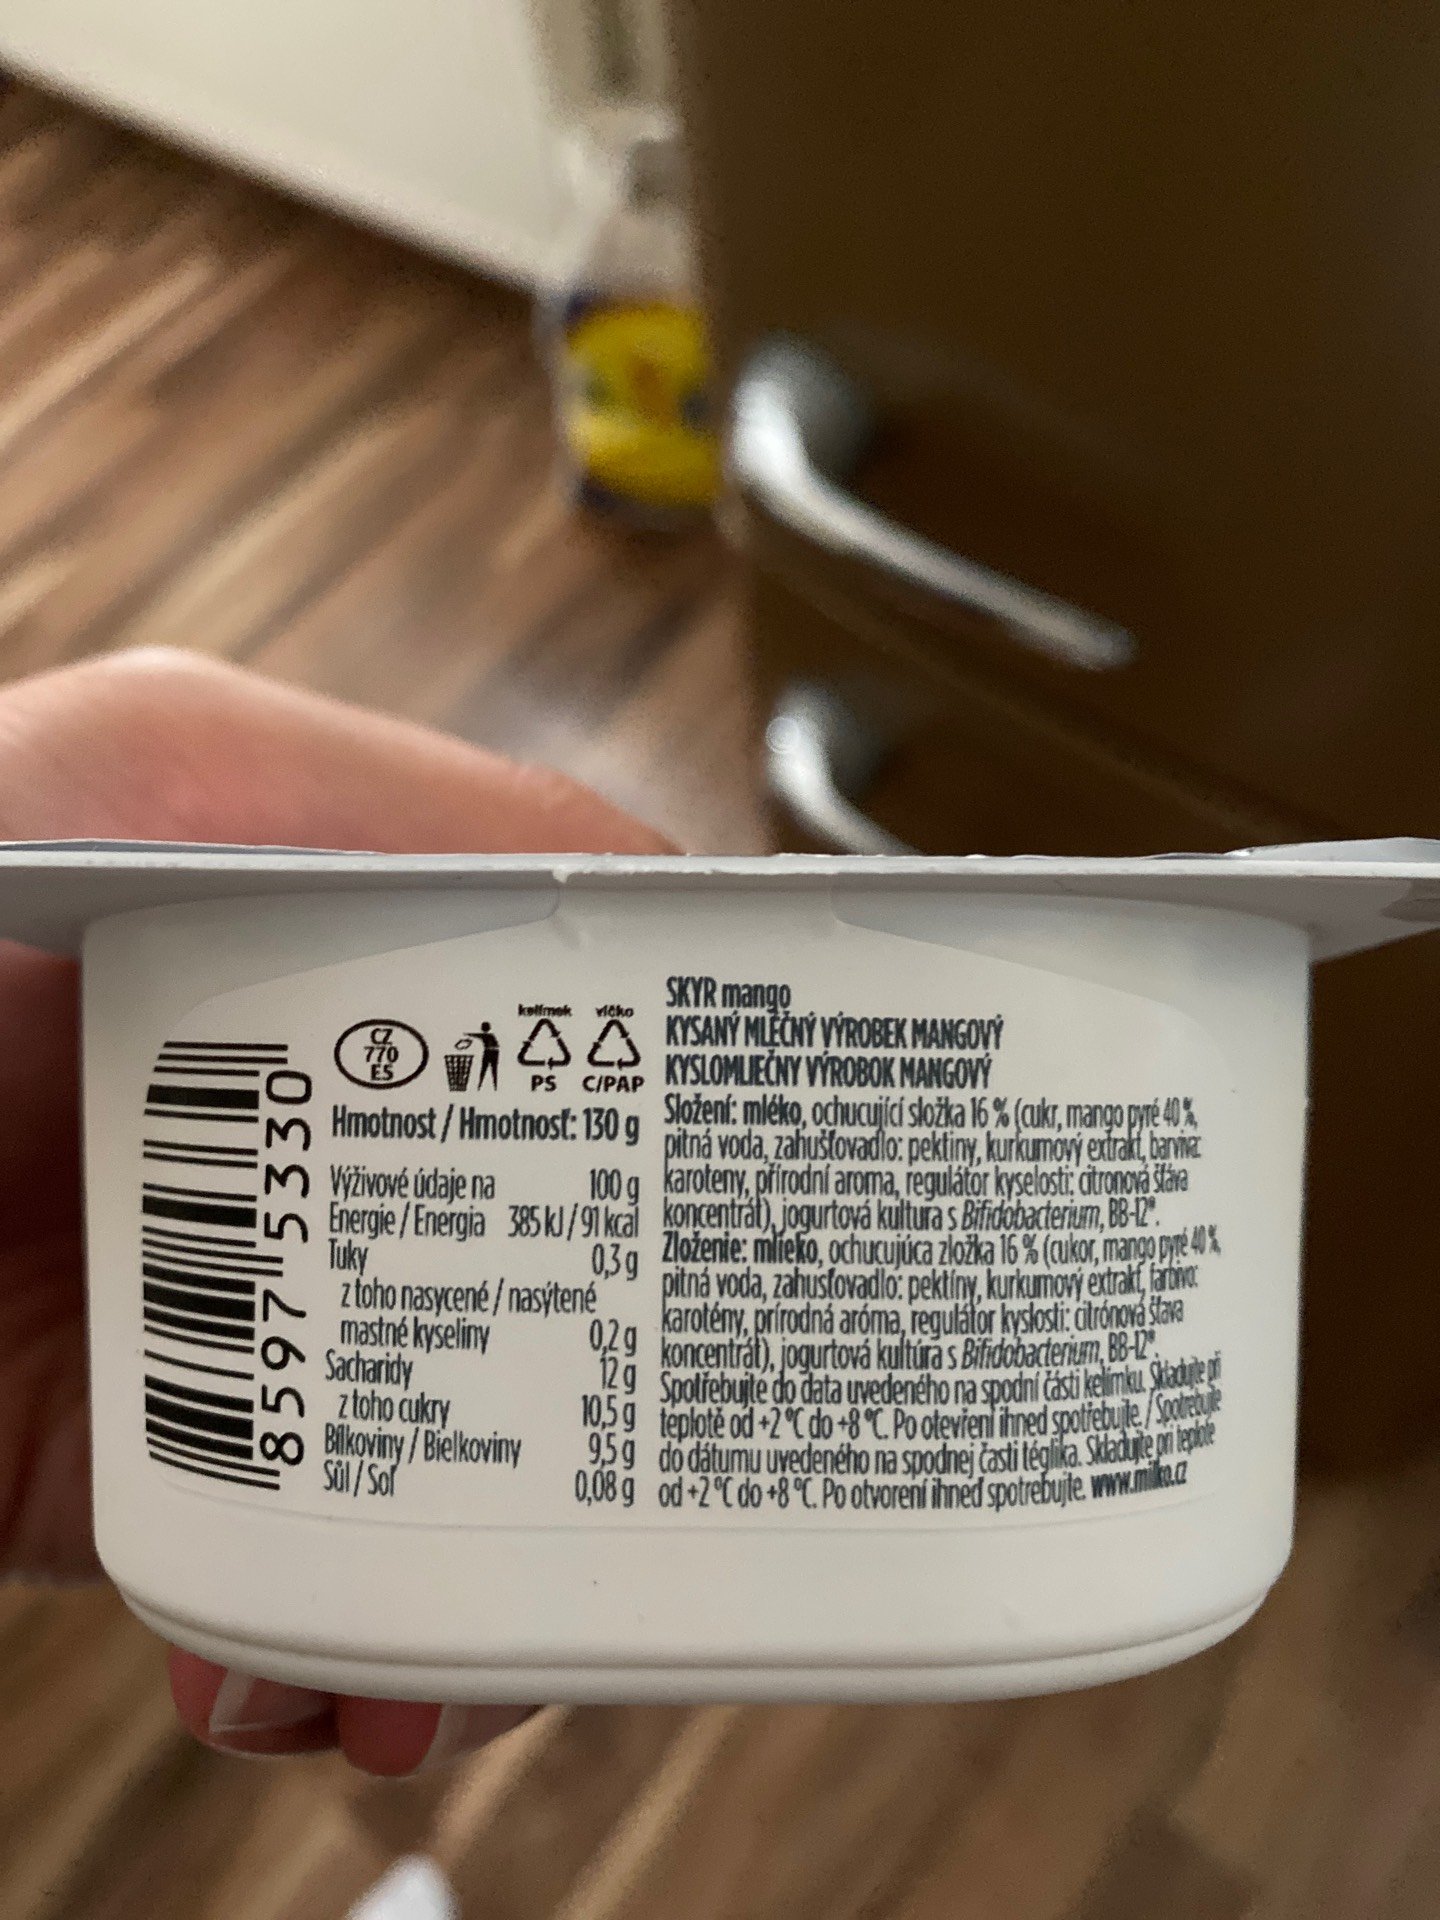 8597675330
CZ
770
ES
kelímek
víčko
PS
C/PAP
Hmotnost / Hmotnosť: 130 g
Výživové údaje na 100 g
Energie / Energia 385 kJ / 91 kcal
Tuky 0,3 g
z toho nasycené / nasýtené
mastné kyseliny 0,2 g
Sacharidy 12 g
z toho cukry 10,5 g
Bílkoviny / Bielkoviny 9,5 g
Sůl / Soľ 0,08 g
SKYR mango
KYSANÝ MLÉČNÝ VÝROBEK MANGOVÝ
KYSLOMLIEČNY VÝROBOK MANGOVÝ
Složení: mléko, ochucující složka 16 % (cukr, mango pyré 40 %,
pitná voda, zahušťovadlo: pektiny, kurkumový extrakt, barvivo:
karoteny, přírodní aroma, regulátor kyselosti: citronová šťáva
koncentrát), jogurtová kultura s Bifidobacterium, BB-12®.
Zloženie: mlieko, ochucujúca zložka 16 % (cukor, mango pyré 40 %,
pitná voda, zahusťovadlo: pektíny, kurkumový extrakt, farbivo:
karotény, prírodná aróma, regulátor kyslosti: citrónová šťava
koncentrát), jogurtová kultúra s Bifidobacterium, BB-12®.
Spotřebujte do data uvedeného na spodní části kelímku. Skladujte při
teplotě od +2 °C do +8 °C. Po otevření ihned spotřebujte. / Spotrebujte
do dátumu uvedeného na spodnej časti téglika. Skladujte pri teplote
od +2 °C do +8 °C. Po otvorení ihneď spotrebujte. www.milko.cz